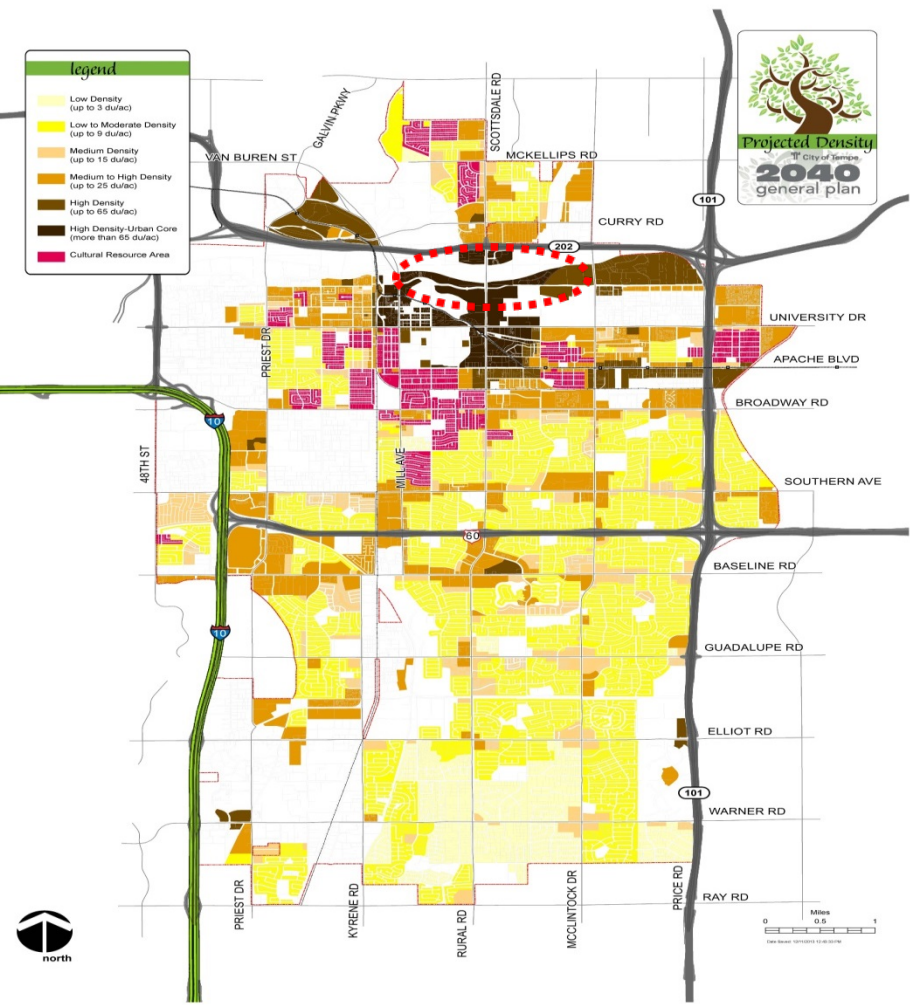 legend
Low Density
(up to 3 du/ac)
Low to Moderate Density
(up to 9 du/ac)
Medium Density
(up to 15 du/ac)
Medium to High Density
(up to 25 du/ac)
High Density
(up to 65 du/ac)
High Density-Urban Core
(more than 65 du/ac)
Cultural Resource Area
Projected Density
City of Tempe
2040
general plan
GALVIN PKWY
SCOTTSDALE RD
VAN BUREN ST
MCKELLIPS RD
101
CURRY RD
202
UNIVERSITY DR
PRIEST DR
APACHE BLVD
BROADWAY RD
10
48TH ST
MILL AVE
SOUTHERN AVE
60
BASELINE RD
10
GUADALUPE RD
ELLIOT RD
101
WARNER RD
PRIEST DR
KYRENE RD
RURAL RD
MCCLINTOCK DR
PRICE RD
RAY RD
Miles
0 0.5 1
north